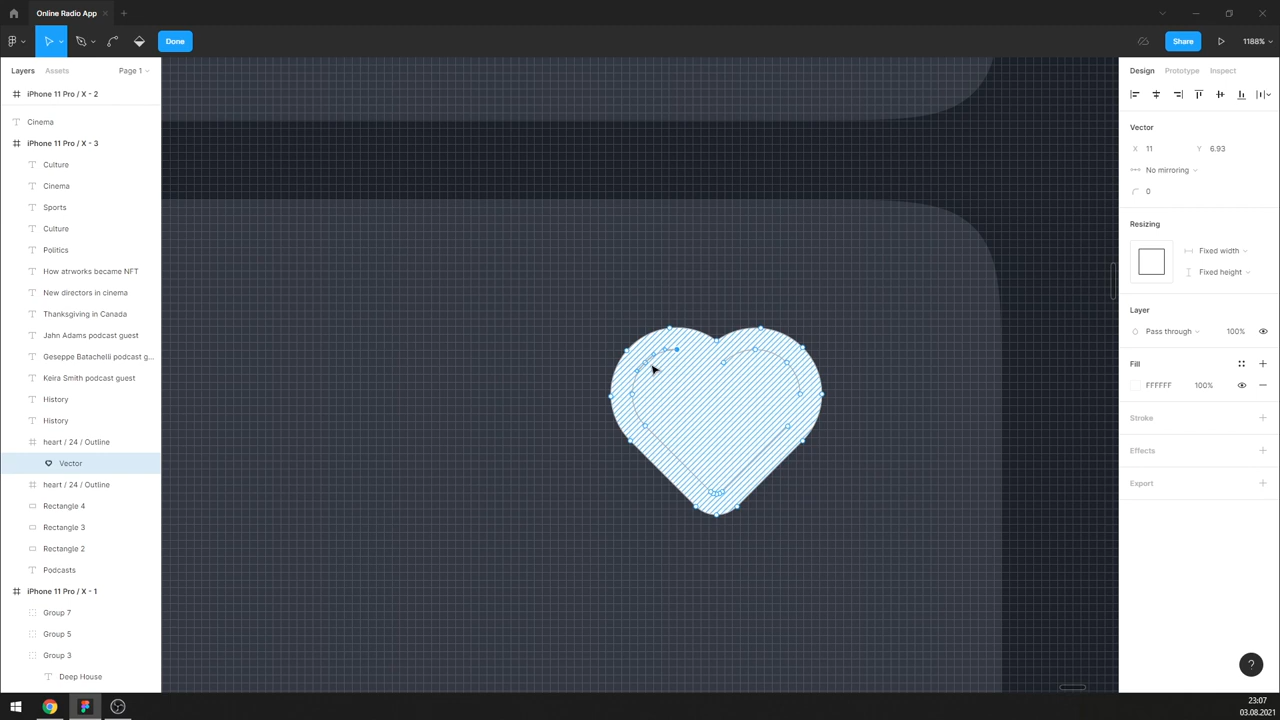 Online Radio App
Done
Share
1188%
Layers
Assets
Page 1
iPhone 11 Pro / X - 2
Cinema
iPhone 11 Pro / X - 3
Culture
Cinema
Sports
Culture
Politics
How atrworks became NFT
New directors in cinema
Thanksgiving in Canada
Jahn Adams podcast guest
Geseppe Batachelli podcast g...
Keira Smith podcast guest
History
History
heart / 24 / Outline
Vector
heart / 24 / Outline
Rectangle 4
Rectangle 3
Rectangle 2
Podcasts
iPhone 11 Pro / X - 1
Group 7
Group 5
Group 3
Deep House
Design
Prototype
Inspect
Vector
X 11 Y 6.93
No mirroring
0
Resizing
Fixed width
Fixed height
Layer
Pass through 100%
Fill
FFFFFF 100%
Stroke
Effects
Export
?
23:07
03.08.2021